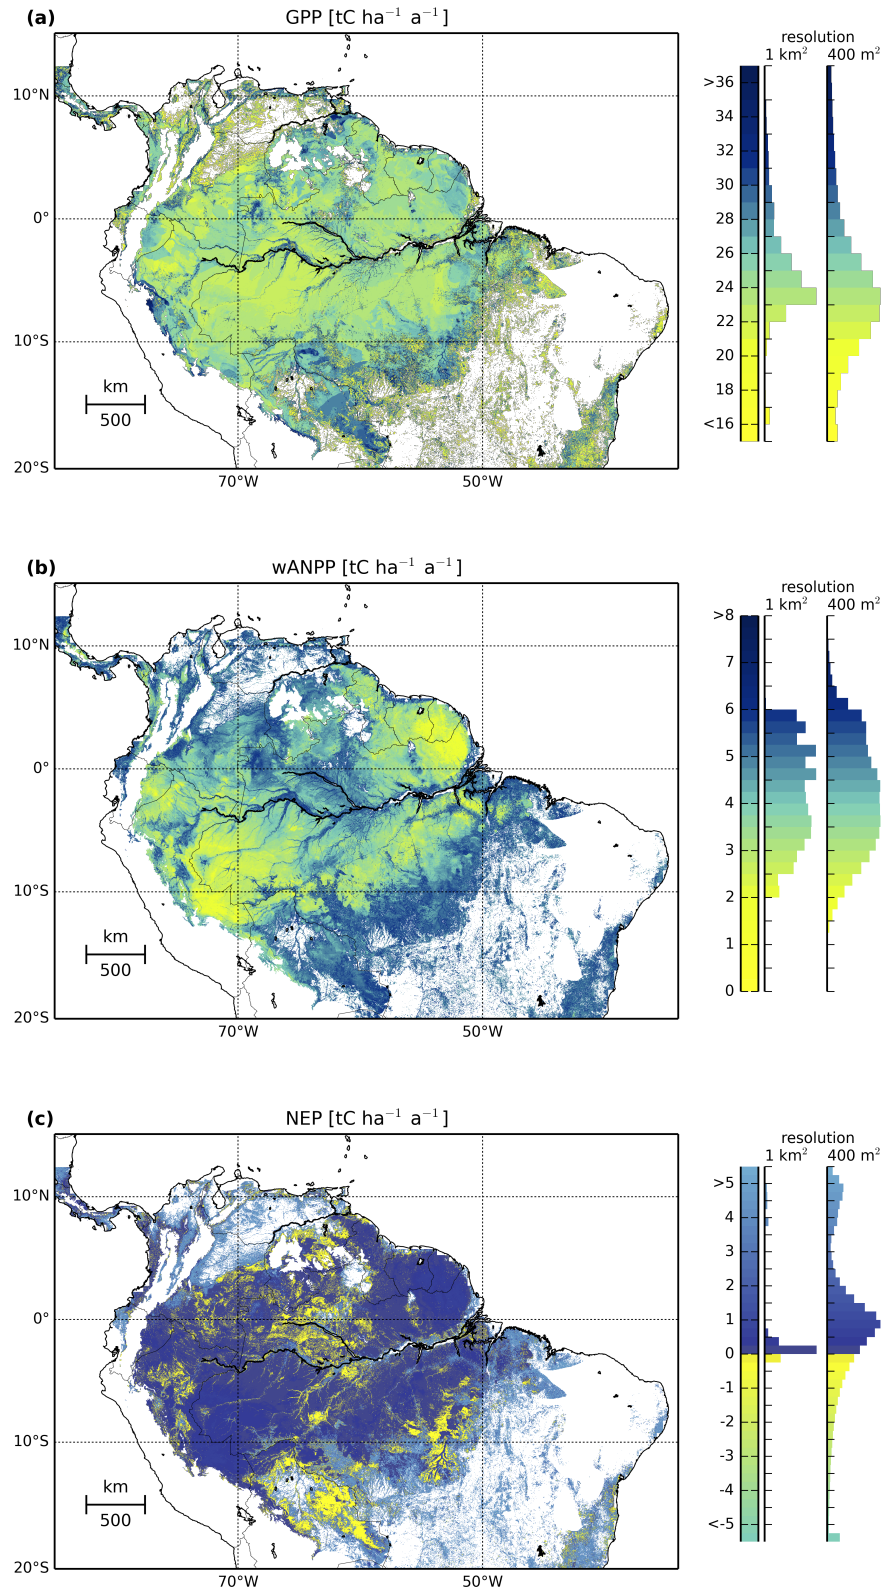 (a)
GPP [tC ha⁻¹ a⁻¹]
resolution
1 km² 400 m²
10°N
0°
10°S
20°S
km
500
70°W 50°W
>36
34
32
30
28
26
24
22
20
18
<16
(b)
wANPP [tC ha⁻¹ a⁻¹]
resolution
1 km² 400 m²
10°N
0°
10°S
20°S
km
500
70°W 50°W
>8
7
6
5
4
3
2
1
0
(c)
NEP [tC ha⁻¹ a⁻¹]
resolution
1 km² 400 m²
10°N
0°
10°S
20°S
km
500
70°W 50°W
>5
4
3
2
1
0
-1
-2
-3
-4
<-5